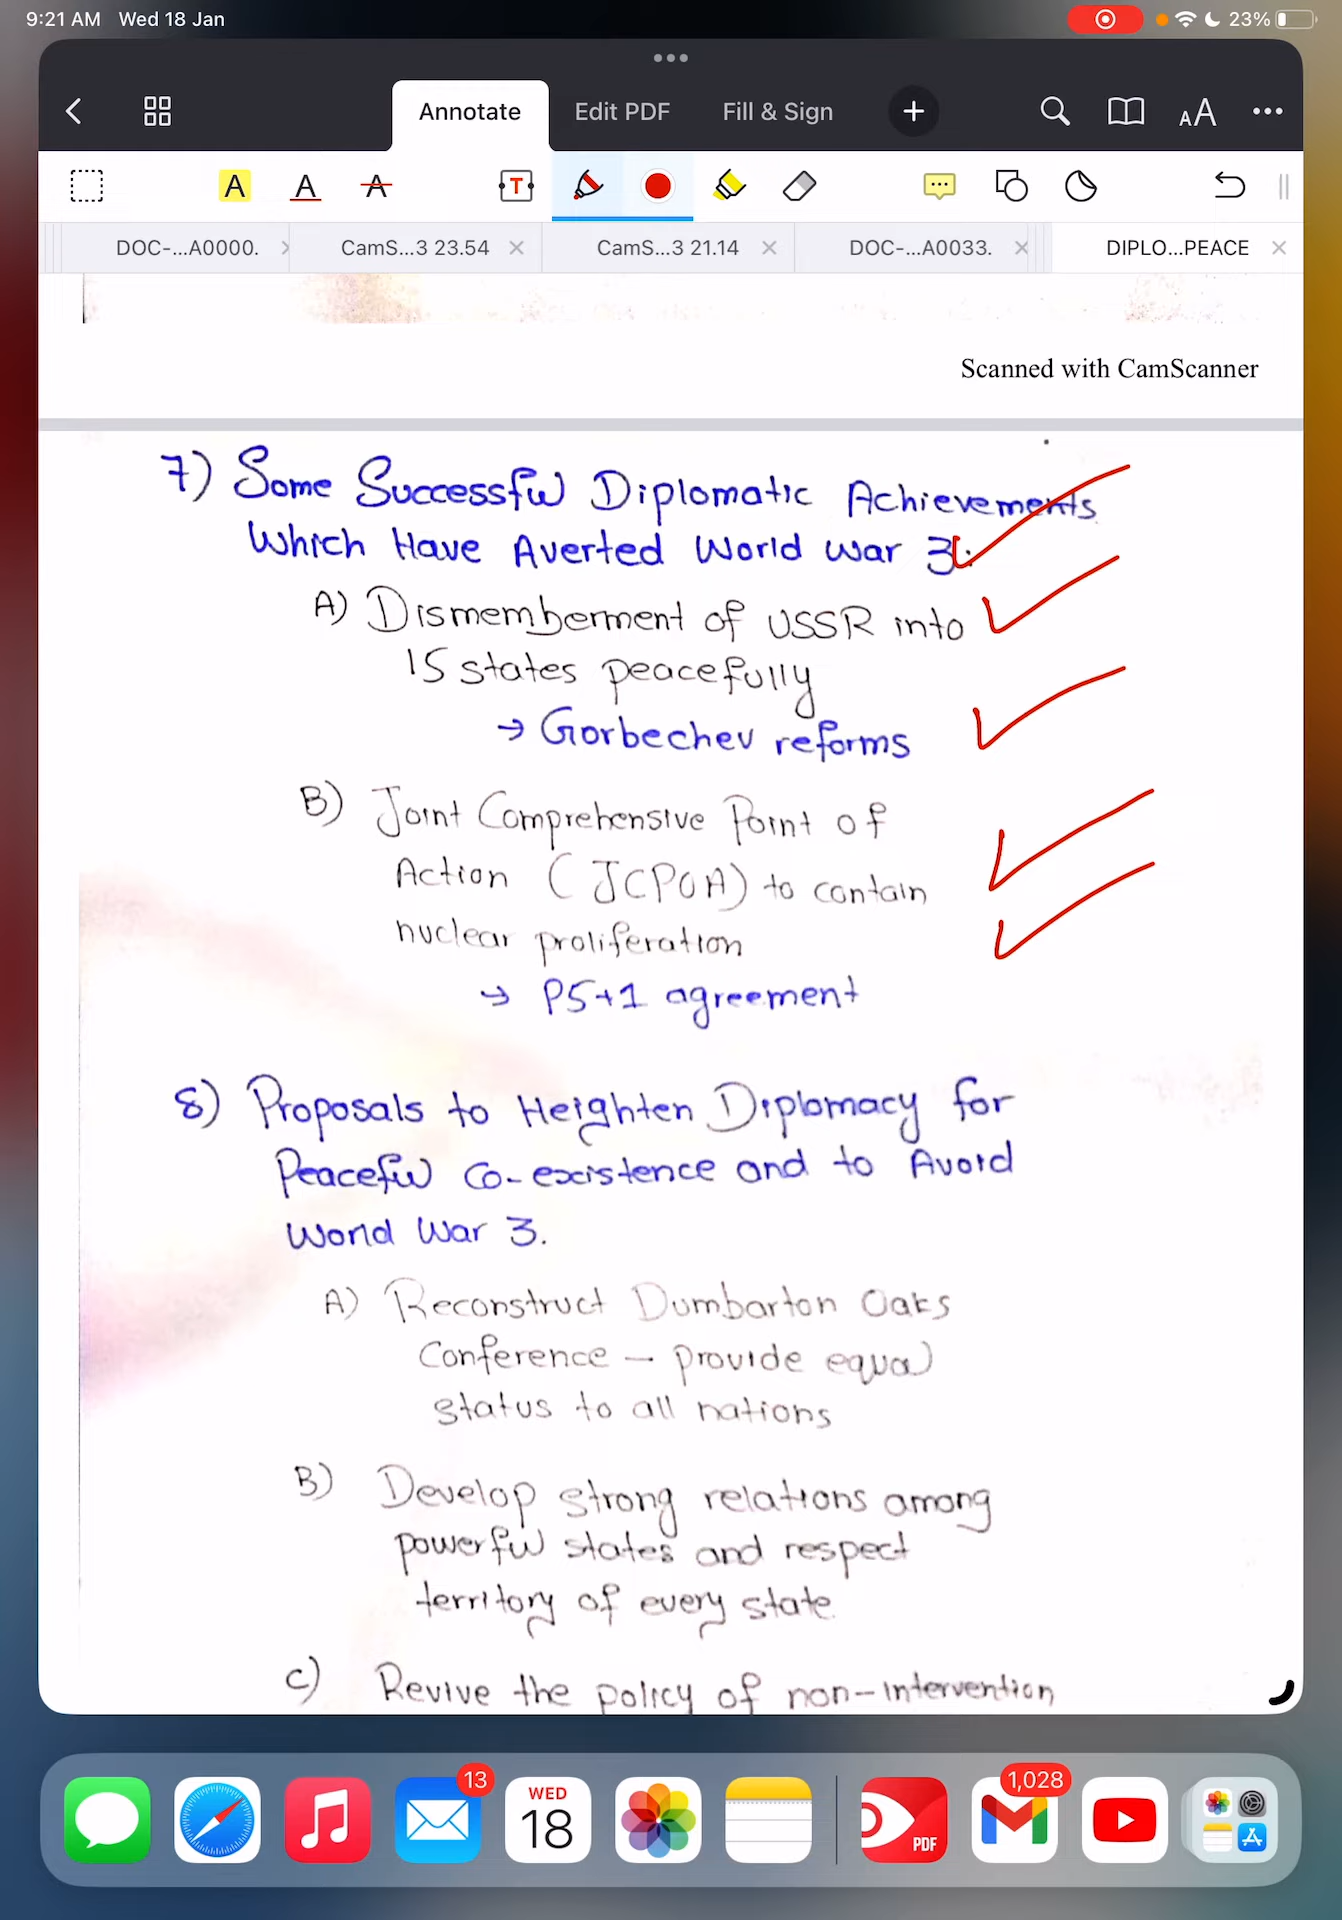 9:21 AM Wed 18 Jan
23%
Annotate
Edit PDF
Fill & Sign
DOC-...A0000.
CamS...3 23.54
CamS...3 21.14
DOC-...A0033.
DIPLO...PEACE
Scanned with CamScanner
7) Some Successful Diplomatic Achievements
Which Have Averted World War 3.
A) Dismemberment of USSR into
15 states peacefully
→ Gorbechev reforms
B) Joint Comprehensive Point of
Action (JCPOA) to contain
nuclear proliferation
→ P5+1 agreement
8) Proposals to Heighten Diplomacy for
Peaceful Co-existence and to Avoid
World War 3.
A) Reconstruct Dumbarton Oaks
Conference – provide equal
status to all nations
B) Develop strong relations among
powerful states and respect
territory of every state.
C) Revive the policy of non-intervention
13
WED
18
PDF
1,028